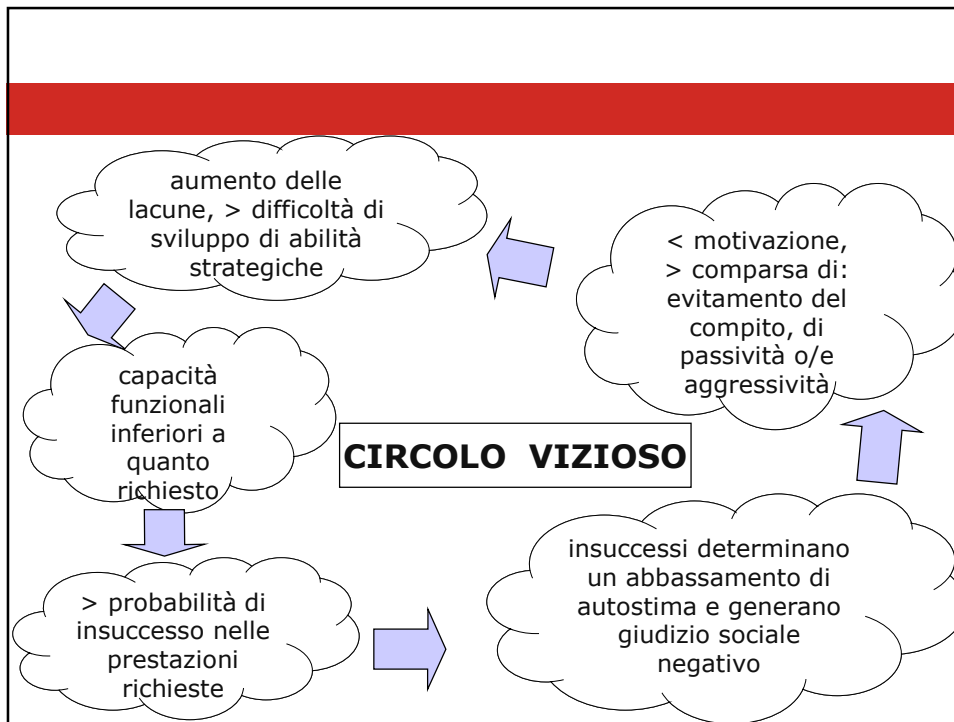 aumento delle
lacune, > difficoltà di
sviluppo di abilità
strategiche
< motivazione,
> comparsa di:
evitamento del
compito, di
passività o/e
aggressività
capacità
funzionali
inferiori a
quanto
richiesto
CIRCOLO VIZIOSO
> probabilità di
insuccesso nelle
prestazioni
richieste
insuccessi determinano
un abbassamento di
autostima e generano
giudizio sociale
negativo